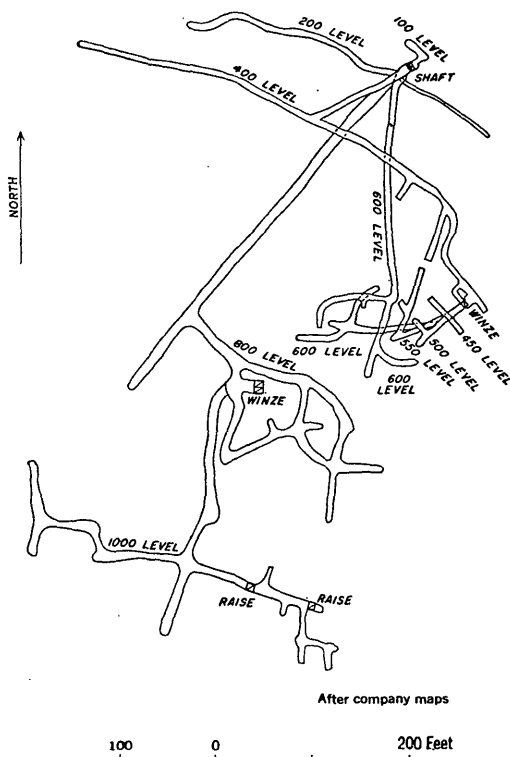 200 LEVEL
100 LEVEL
SHAFT
400 LEVEL
NORTH
600 LEVEL
WINZE
450 LEVEL
500 LEVEL
550 LEVEL
600 LEVEL
600
LEVEL
800 LEVEL
WINZE
1000 LEVEL
RAISE
RAISE
After company maps
100 0 200 Feet